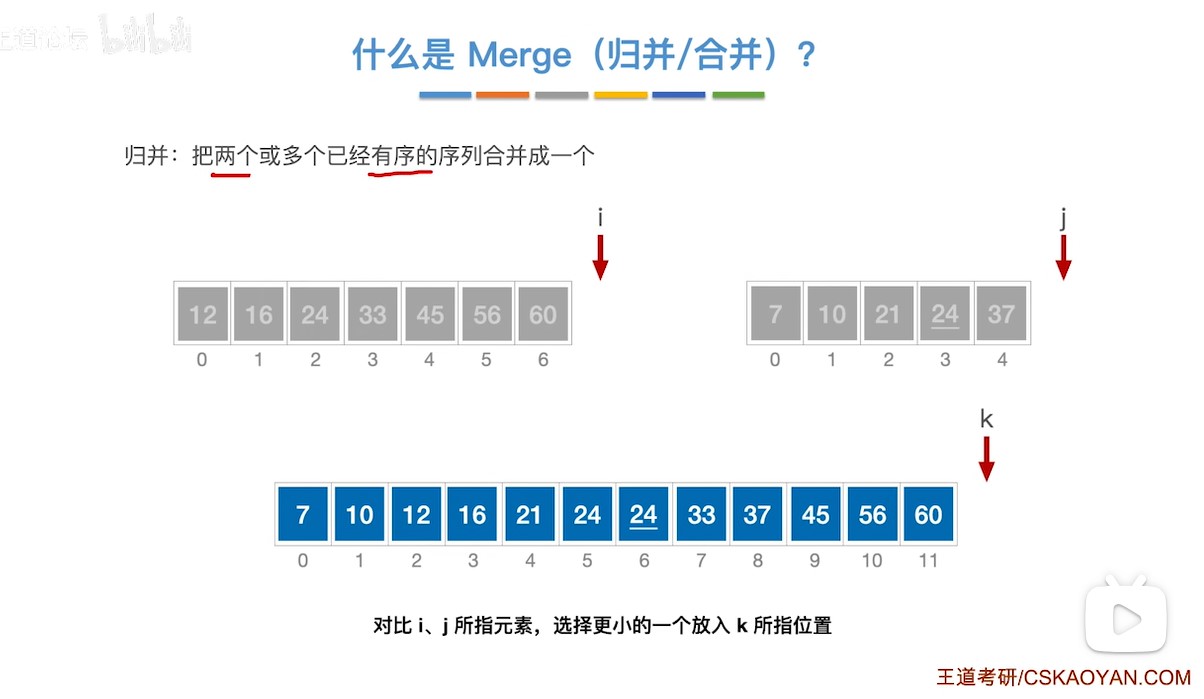 什么是 Merge（归并/合并）?
归并：把两个或多个已经有序的序列合并成一个
i
j
12 16 24 33 45 56 60
7 10 21 24 37
0 1 2 3 4 5 6
0 1 2 3 4
k
7 10 12 16 21 24 24 33 37 45 56 60
0 1 2 3 4 5 6 7 8 9 10 11
对比 i、j 所指元素，选择更小的一个放入 k 所指位置
王道考研/CSKAOYAN.COM